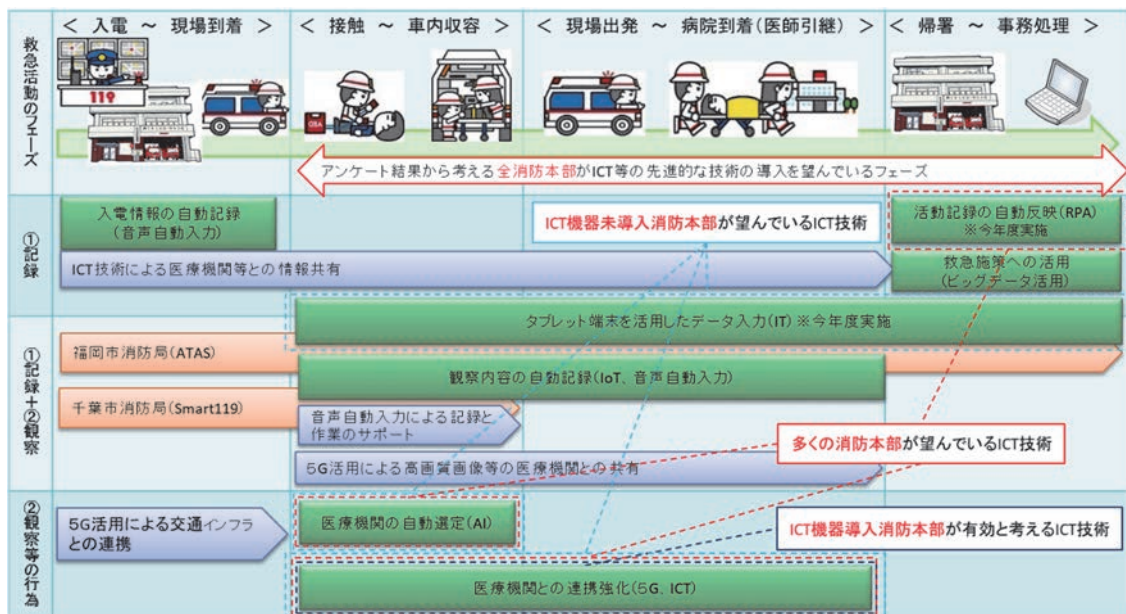 救急活動のフェーズ
< 入電 ～ 現場到着 >
< 接触 ～ 車内収容 >
< 現場出発 ～ 病院到着(医師引継) >
< 帰署 ～ 事務処理 >
119
アンケート結果から考える全消防本部がICT等の先進的な技術の導入を望んでいるフェーズ
①記録
入電情報の自動記録
(音声自動入力)
ICT機器未導入消防本部が望んでいるICT技術
活動記録の自動反映(RPA)
※今年度実施
ICT技術による医療機関等との情報共有
救急施策への活用
(ビッグデータ活用)
タブレット端末を活用したデータ入力(IT) ※今年度実施
①記録+②観察
福岡市消防局(ATAS)
観察内容の自動記録(IoT、音声自動入力)
千葉市消防局(Smart119)
音声自動入力による記録と
作業のサポート
多くの消防本部が望んでいるICT技術
5G活用による高画質画像等の医療機関との共有
②観察等の行為
5G活用による交通インフラ
との連携
医療機関の自動選定(AI)
ICT機器導入消防本部が有効と考えるICT技術
医療機関との連携強化(5G、ICT)